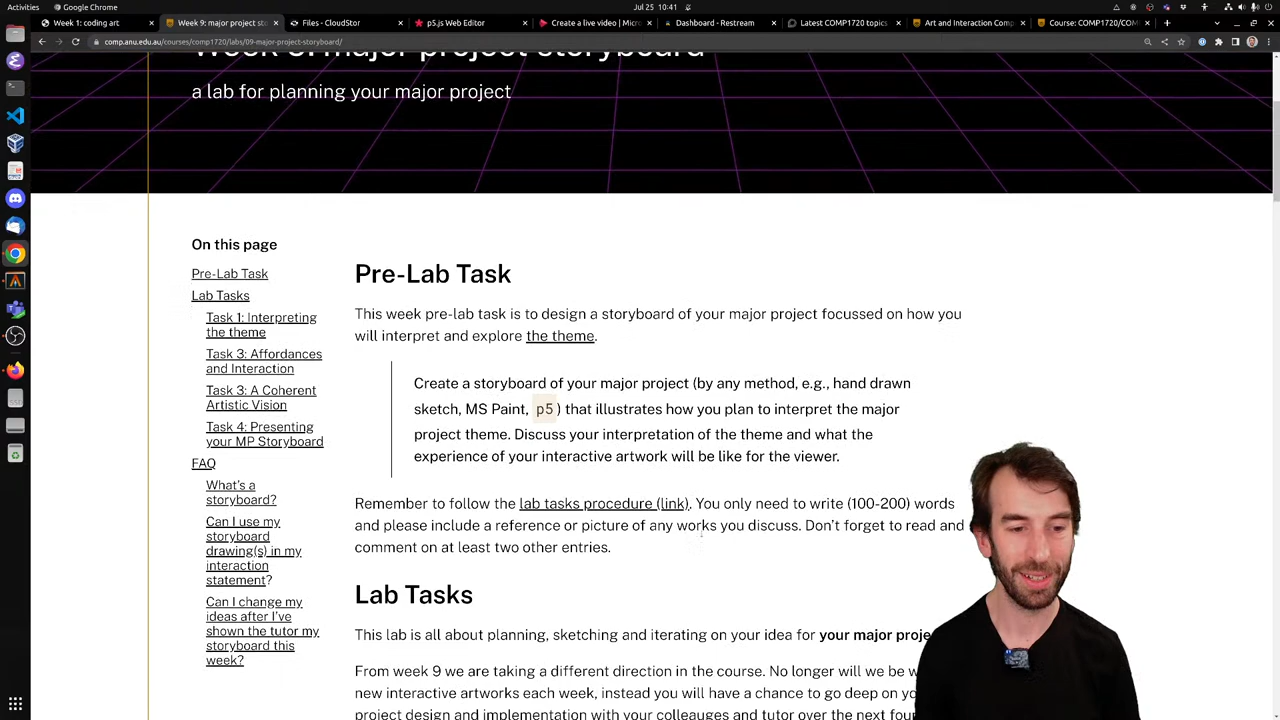 Activities
Google Chrome
Jul 25 10:41
Week 1: coding art
Week 9: major project sto
Files - CloudStor
p5.js Web Editor
Create a live video | Micros
Dashboard - Restream
Latest COMP1720 topics
Art and Interaction Comp
Course: COMP1720/COM
comp.anu.edu.au/courses/comp1720/labs/09-major-project-storyboard/
Week 9: major project storyboard
a lab for planning your major project
On this page
Pre-Lab Task
Lab Tasks
Task 1: Interpreting
the theme
Task 3: Affordances
and Interaction
Task 3: A Coherent
Artistic Vision
Task 4: Presenting
your MP Storyboard
FAQ
What's a
storyboard?
Can I use my
storyboard
drawing(s) in my
interaction
statement?
Can I change my
ideas after I've
shown the tutor my
storyboard this
week?
Pre-Lab Task
This week pre-lab task is to design a storyboard of your major project focussed on how you
will interpret and explore the theme.
Create a storyboard of your major project (by any method, e.g., hand drawn
sketch, MS Paint, p5) that illustrates how you plan to interpret the major
project theme. Discuss your interpretation of the theme and what the
experience of your interactive artwork will be like for the viewer.
Remember to follow the lab tasks procedure (link). You only need to write (100-200) words
and please include a reference or picture of any works you discuss. Don't forget to read and
comment on at least two other entries.
Lab Tasks
This lab is all about planning, sketching and iterating on your idea for your major proje
From week 9 we are taking a different direction in the course. No longer will we be w
new interactive artworks each week, instead you will have a chance to go deep on yo
project design and implementation with your colleagues and tutor over the next four